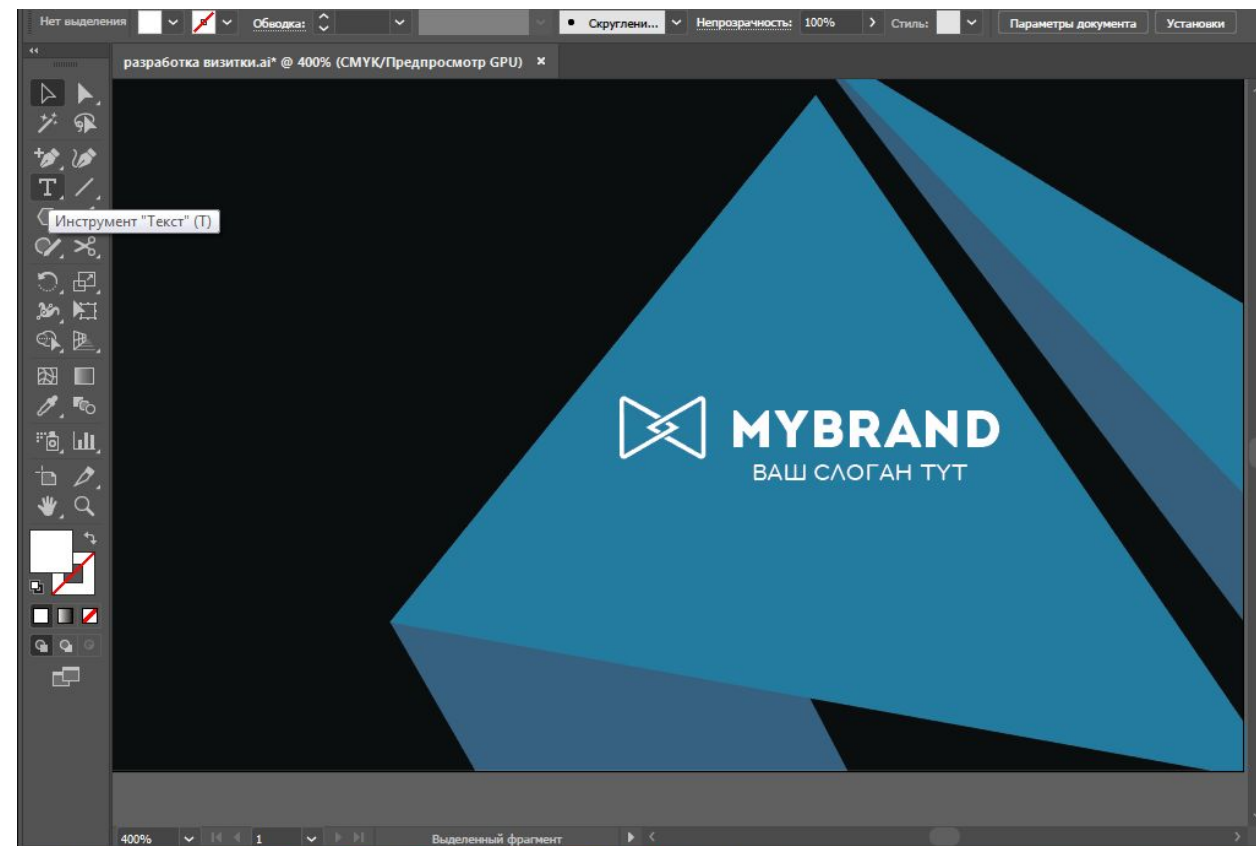 Нет выделения Обводка: Скруглени... Непрозрачность: 100% Стиль: Параметры документа Установки
разработка визитки.ai* @ 400% (CMYK/Предпросмотр GPU) ×
Инструмент "Текст" (T)
MYBRAND
ВАШ СЛОГАН ТУТ
400% 1 Выделенный фрагмент